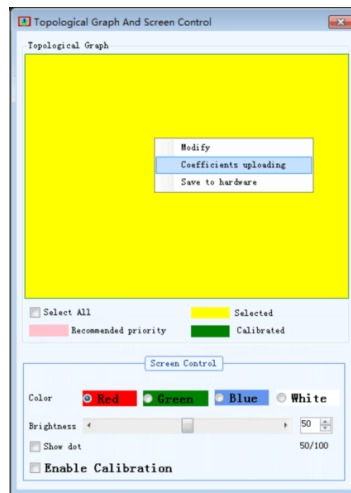 Topological Graph And Screen Control
Topological Graph
Modify
Coefficients uploading
Save to hardware
Select All
Selected
Recommended priority
Calibrated
Screen Control
Color
Red
Green
Blue
White
Brightness
50
Show dot
50/100
Enable Calibration